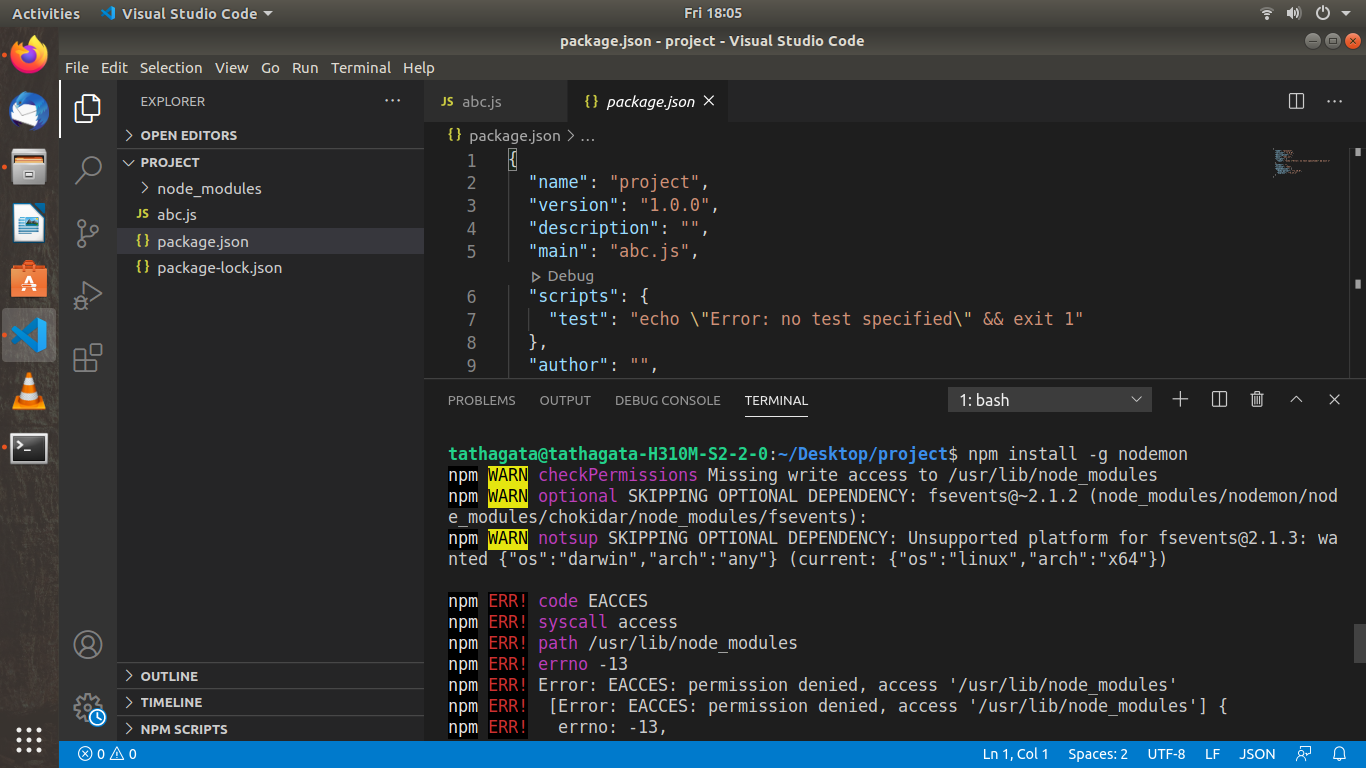 Activities
Visual Studio Code
Fri 18:05
package.json - project - Visual Studio Code
File Edit Selection View Go Run Terminal Help
EXPLORER
OPEN EDITORS
PROJECT
node_modules
JS abc.js
{} package.json
{} package-lock.json
OUTLINE
TIMELINE
NPM SCRIPTS
JS abc.js
{} package.json
{} package.json > ...
1 {
2 "name": "project",
3 "version": "1.0.0",
4 "description": "",
5 "main": "abc.js",
Debug
6 "scripts": {
7 "test": "echo \"Error: no test specified\" && exit 1"
8 },
9 "author": "",
PROBLEMS OUTPUT DEBUG CONSOLE TERMINAL
1: bash
tathagata@tathagata-H310M-S2-2-0:~/Desktop/project$ npm install -g nodemon
npm WARN checkPermissions Missing write access to /usr/lib/node_modules
npm WARN optional SKIPPING OPTIONAL DEPENDENCY: fsevents@~2.1.2 (node_modules/nodemon/nod
e_modules/chokidar/node_modules/fsevents):
npm WARN notsup SKIPPING OPTIONAL DEPENDENCY: Unsupported platform for fsevents@2.1.3: wa
nted {"os":"darwin","arch":"any"} (current: {"os":"linux","arch":"x64"})
npm ERR! code EACCES
npm ERR! syscall access
npm ERR! path /usr/lib/node_modules
npm ERR! errno -13
npm ERR! Error: EACCES: permission denied, access '/usr/lib/node_modules'
npm ERR!  [Error: EACCES: permission denied, access '/usr/lib/node_modules'] {
npm ERR!   errno: -13,
0 0
Ln 1, Col 1 Spaces: 2 UTF-8 LF JSON